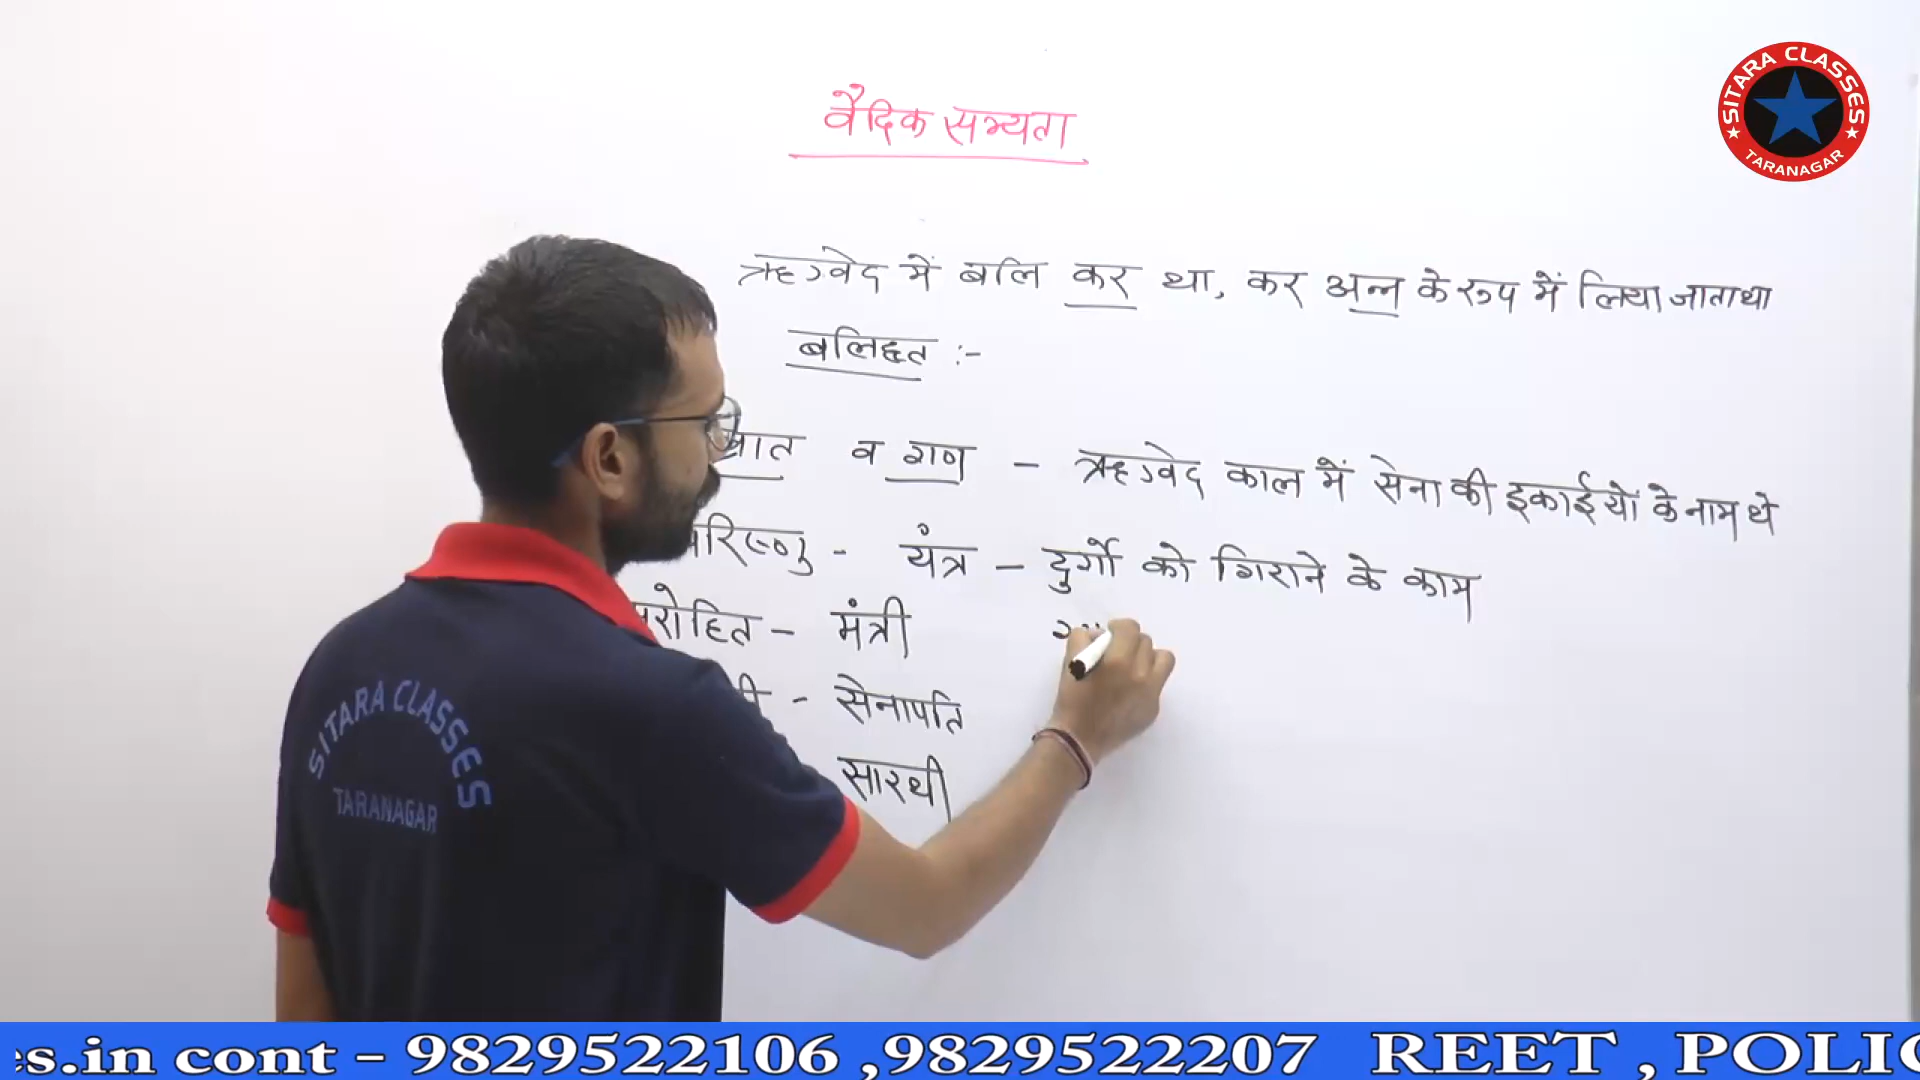 SITARA CLASSES
TARANAGAR
वैदिक सभ्यता
ऋग्वेद में बलि कर था, कर अन्न के रूप में लिया जाता था
बलिहृत :-
व गण - ऋग्वेद काल में सेना की इकाईयों के नाम थे
यंत्र - दुर्गो को गिराने के काम
मंत्री
- सेनापति
सारथी
SITARA CLASSES
TARANAGAR
es.in cont - 9829522106 ,9829522207 REET , POLIC